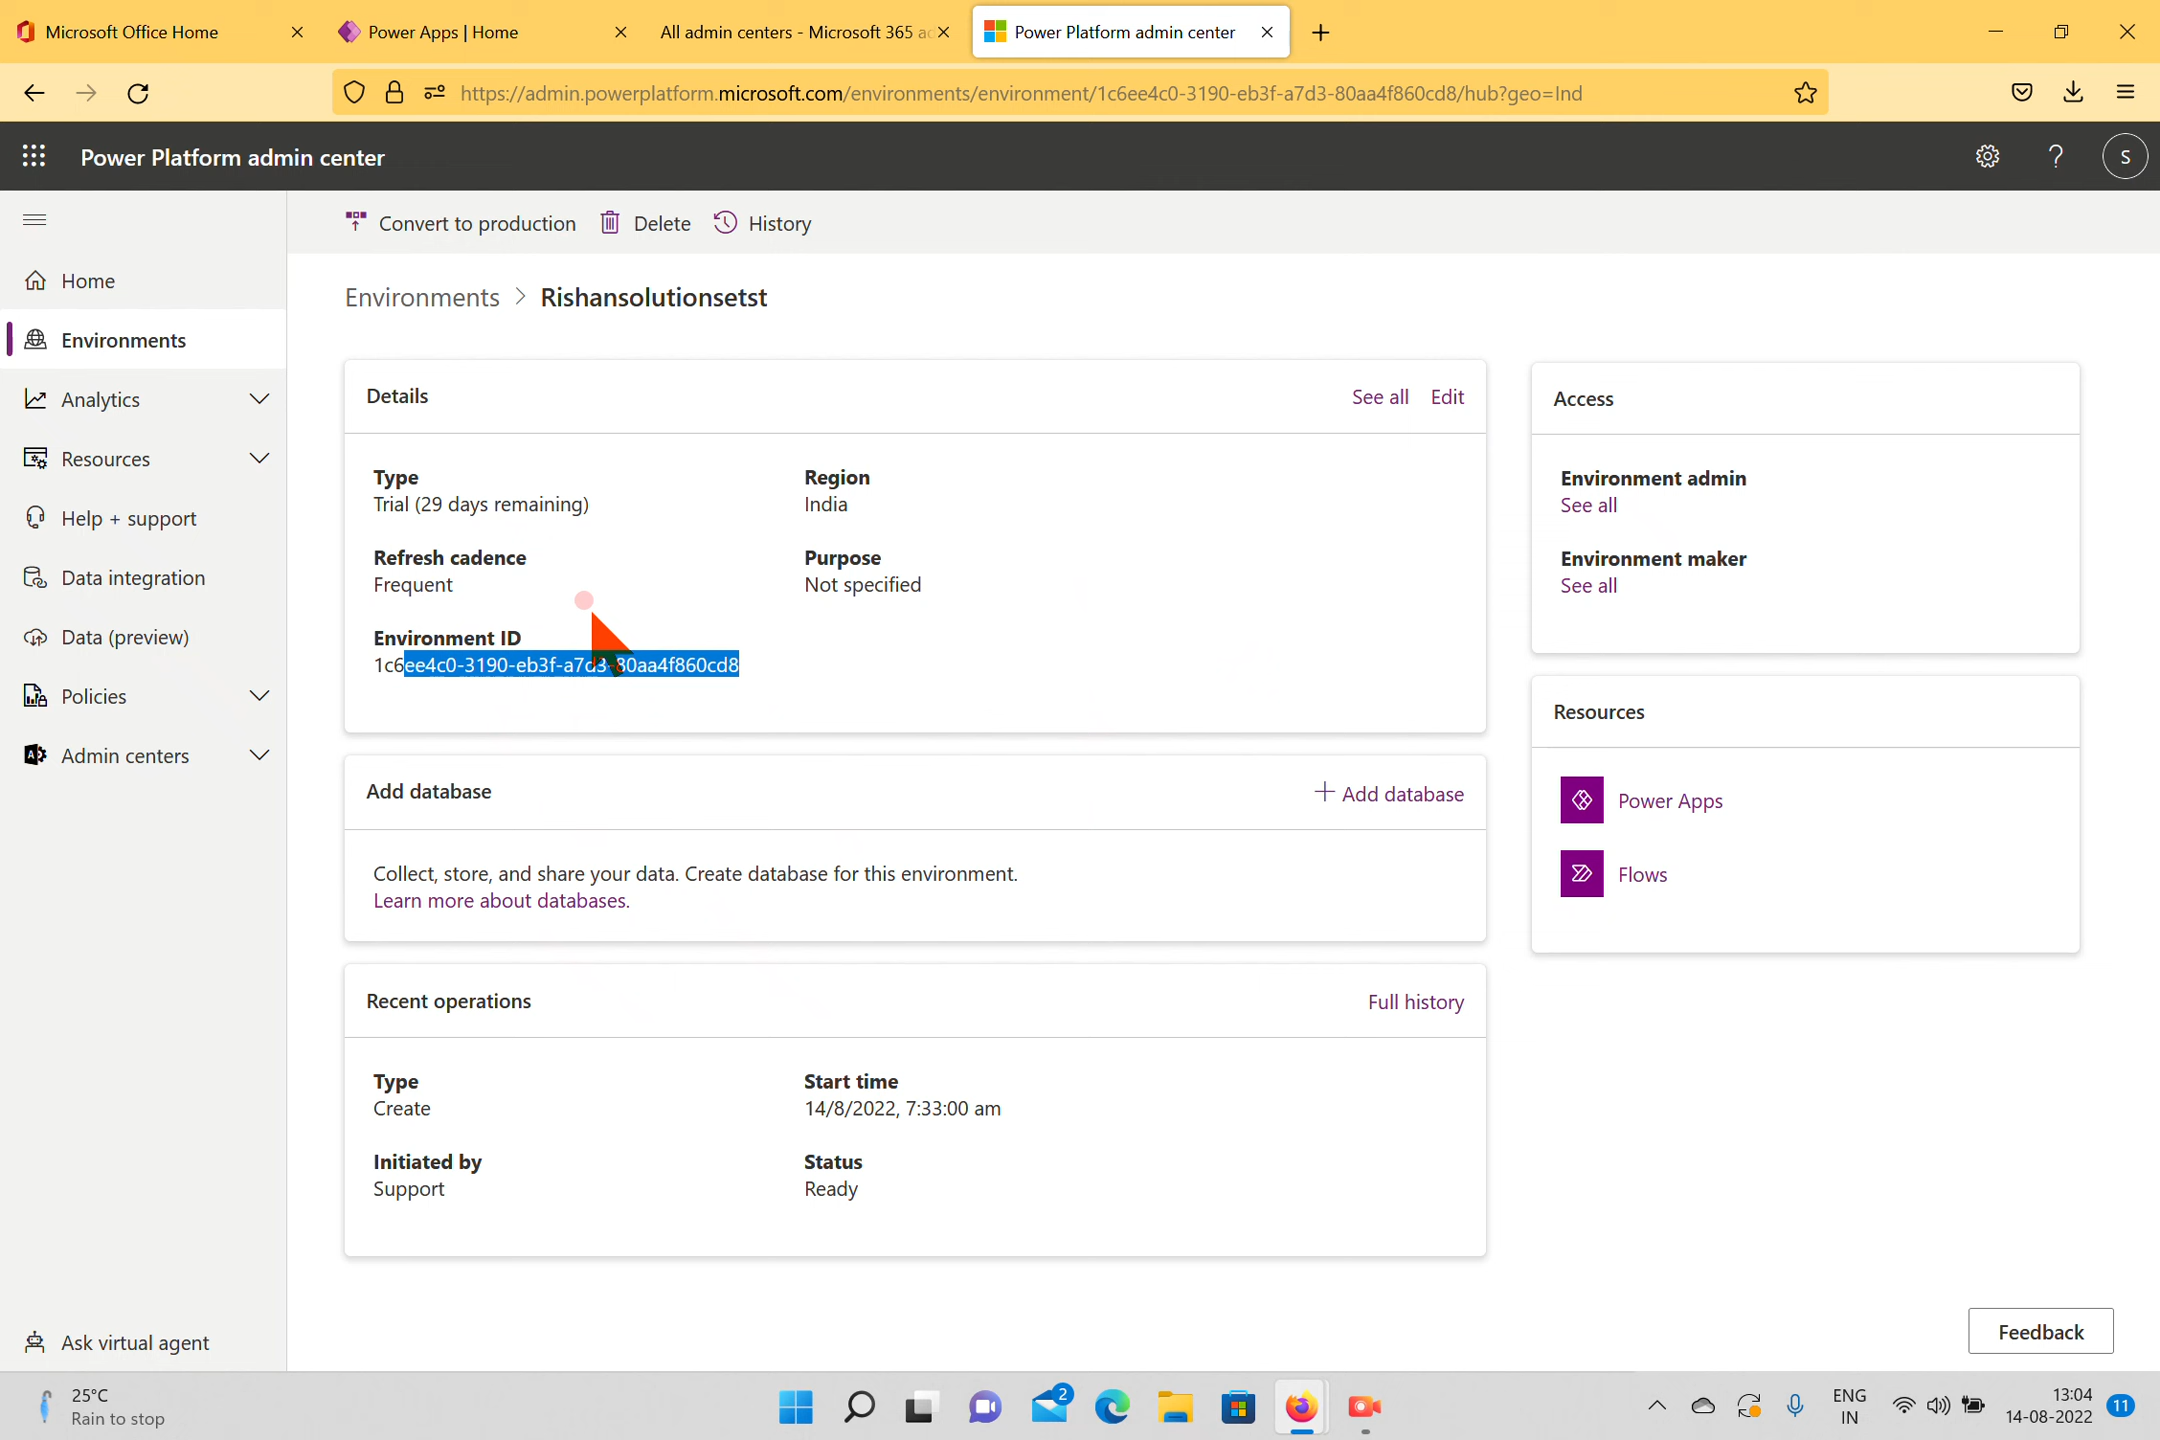 Microsoft Office Home
Power Apps | Home
All admin centers - Microsoft 365 ad
Power Platform admin center
https://admin.powerplatform.microsoft.com/environments/environment/1c6ee4c0-3190-eb3f-a7d3-80aa4f860cd8/hub?geo=Ind
Power Platform admin center
?
S
Convert to production
Delete
History
Home
Environments
Analytics
Resources
Help + support
Data integration
Data (preview)
Policies
Admin centers
Ask virtual agent
Environments > Rishansolutionsetst
Details
See all
Edit
Type
Trial (29 days remaining)
Region
India
Refresh cadence
Frequent
Purpose
Not specified
Environment ID
1c6ee4c0-3190-eb3f-a7d3-80aa4f860cd8
Add database
+ Add database
Collect, store, and share your data. Create database for this environment.
Learn more about databases.
Recent operations
Full history
Type
Create
Start time
14/8/2022, 7:33:00 am
Initiated by
Support
Status
Ready
Access
Environment admin
See all
Environment maker
See all
Resources
Power Apps
Flows
Feedback
25°C
Rain to stop
2
ENG
IN
13:04
14-08-2022
11